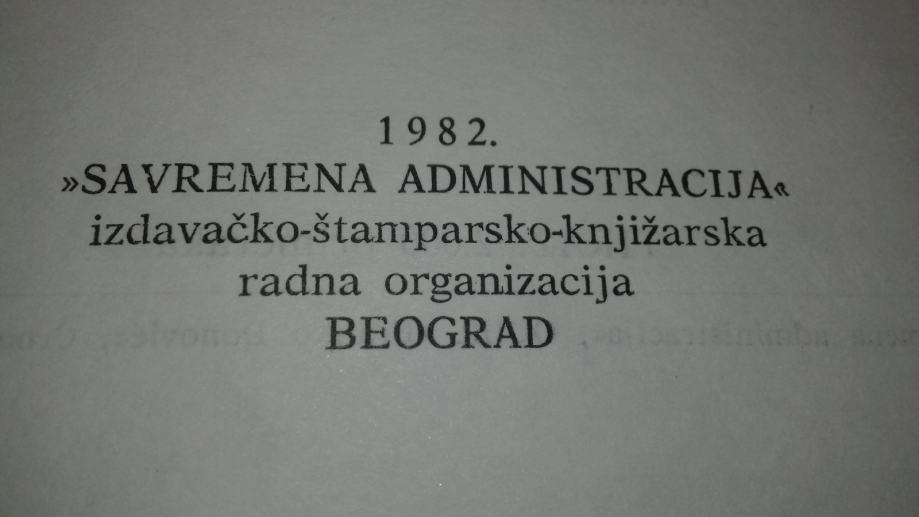 1982.
»SAVREMENA ADMINISTRACIJA«
izdavačko-štamparsko-knjižarska
radna organizacija
BEOGRAD